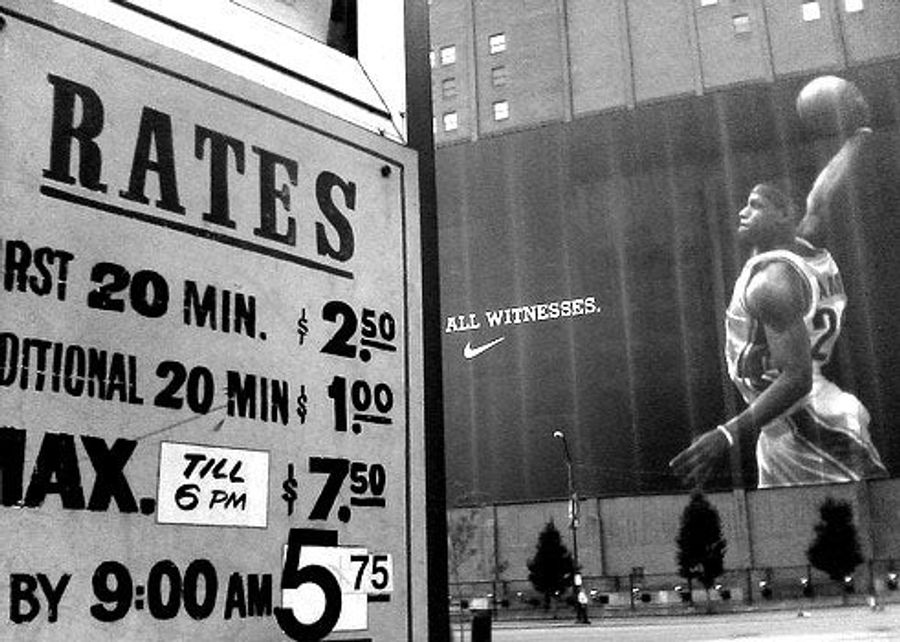 RATES
RST 20 MIN. $2.50
DITIONAL 20 MIN $1.00
MAX. TILL 6 PM $7.50
BY 9:00 AM 5.75
ALL WITNESSES.
2